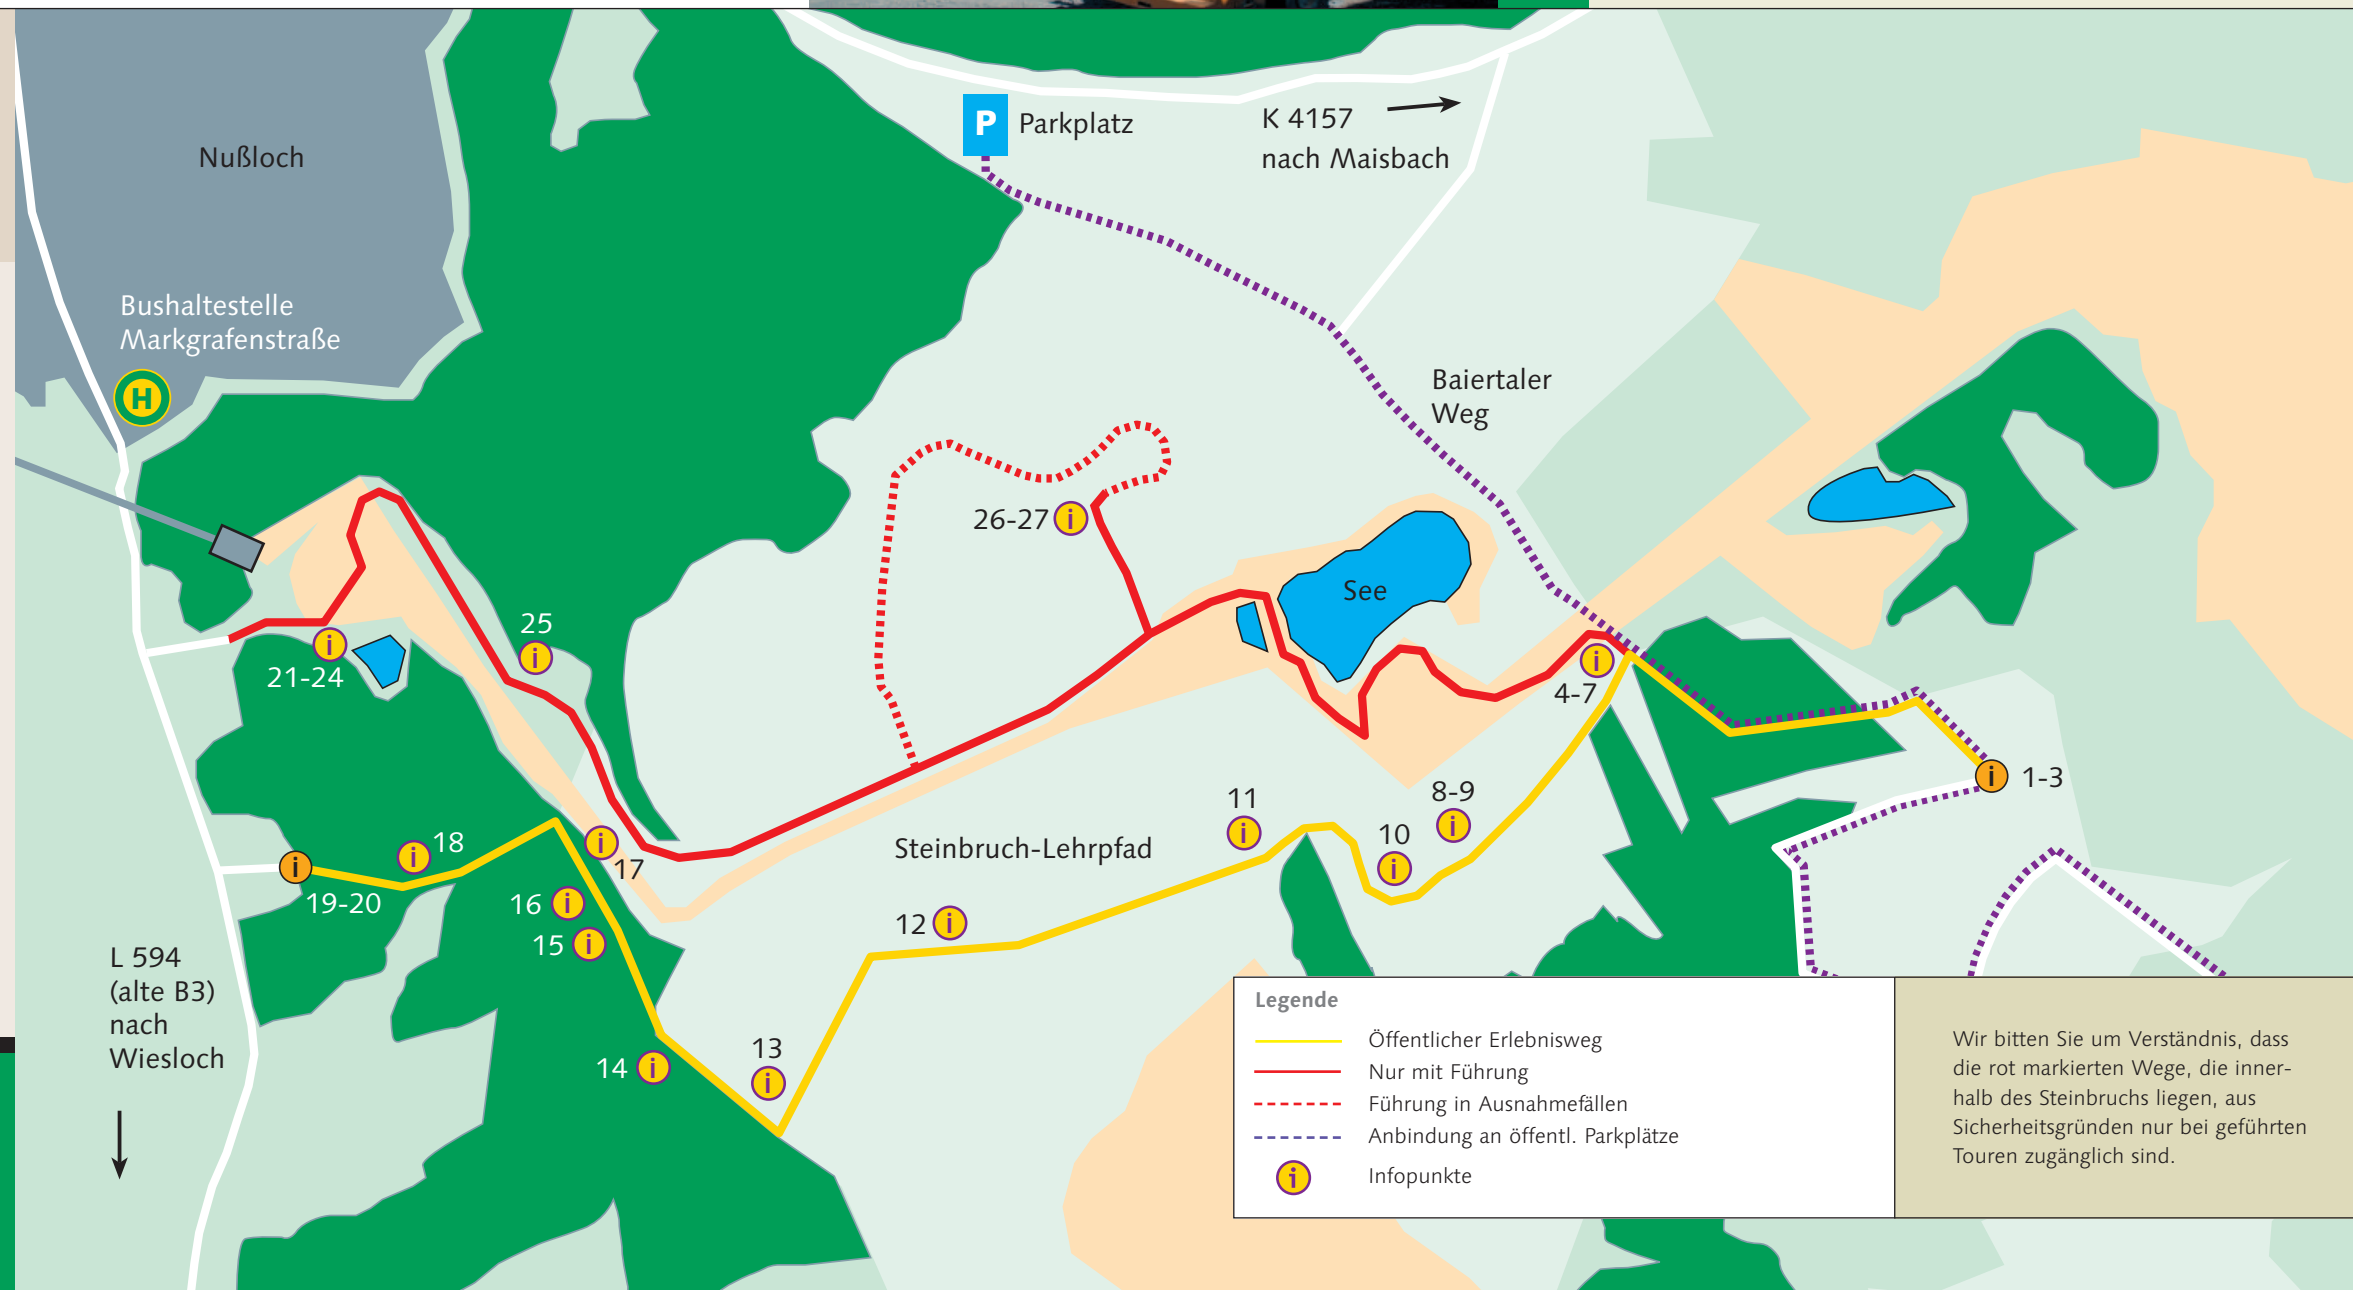 P Parkplatz
K 4157
nach Maisbach
Nußloch
Bushaltestelle
Markgrafenstraße
H
Baiertaler
Weg
26-27 i
See
25
i
i
21-24
i
4-7
i 1-3
11
i
8-9
i
10
i
Steinbruch-Lehrpfad
i 18
i
17
i
19-20
16 i
15 i
12 i
L 594
(alte B3)
nach
Wiesloch
13
i
14 i
Legende
Öffentlicher Erlebnisweg
Nur mit Führung
Führung in Ausnahmefällen
Anbindung an öffentl. Parkplätze
i Infopunkte
Wir bitten Sie um Verständnis, dass
die rot markierten Wege, die inner-
halb des Steinbruchs liegen, aus
Sicherheitsgründen nur bei geführten
Touren zugänglich sind.